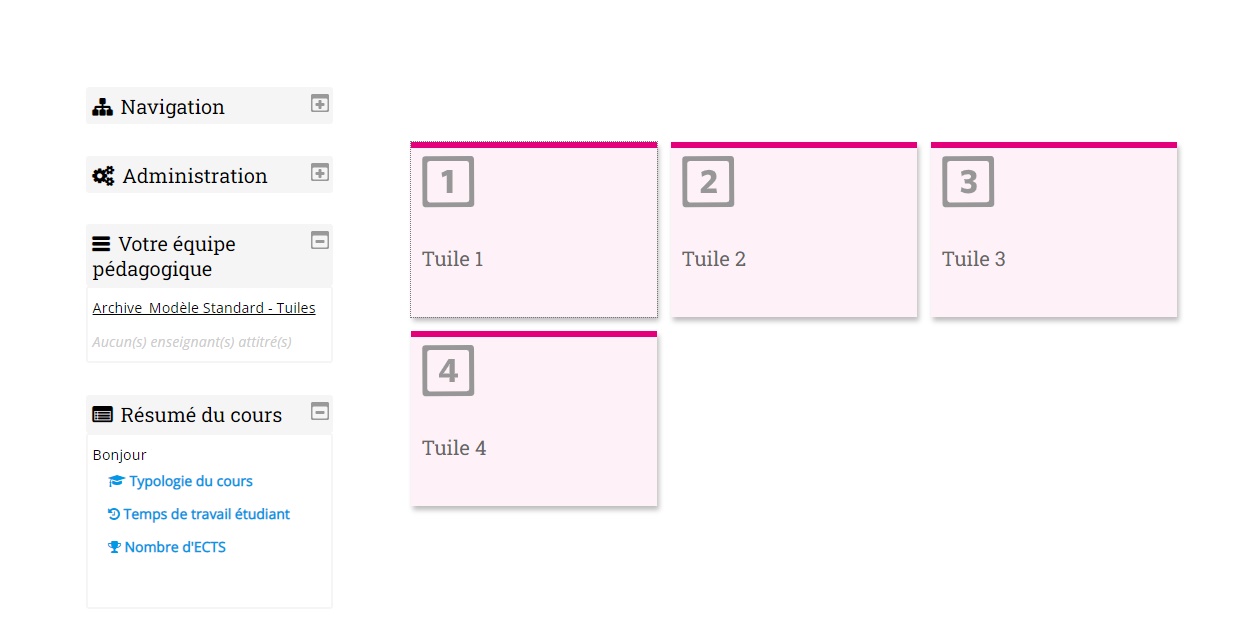 Navigation
Administration
Votre équipe
pédagogique
Archive_Modèle Standard - Tuiles
Aucun(s) enseignant(s) attitré(s)
Résumé du cours
Bonjour
Typologie du cours
Temps de travail étudiant
Nombre d'ECTS
1
Tuile 1
2
Tuile 2
3
Tuile 3
4
Tuile 4